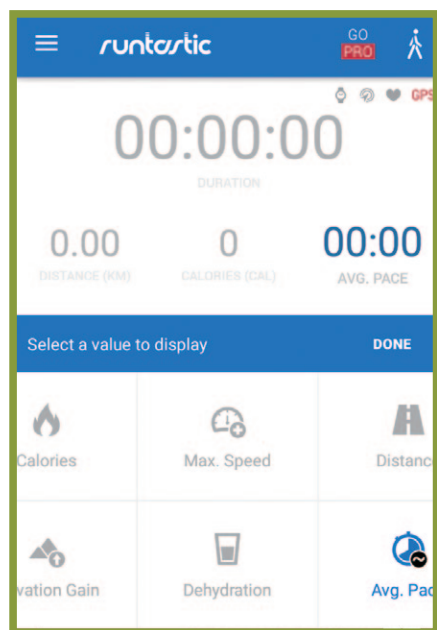 runtastic
GO
PRO
GPS
00:00:00
DURATION
0.00 0 00:00
DISTANCE (KM) CALORIES (CAL) AVG. PACE
Select a value to display DONE
Calories Max. Speed Distanc
vation Gain Dehydration Avg. Pac